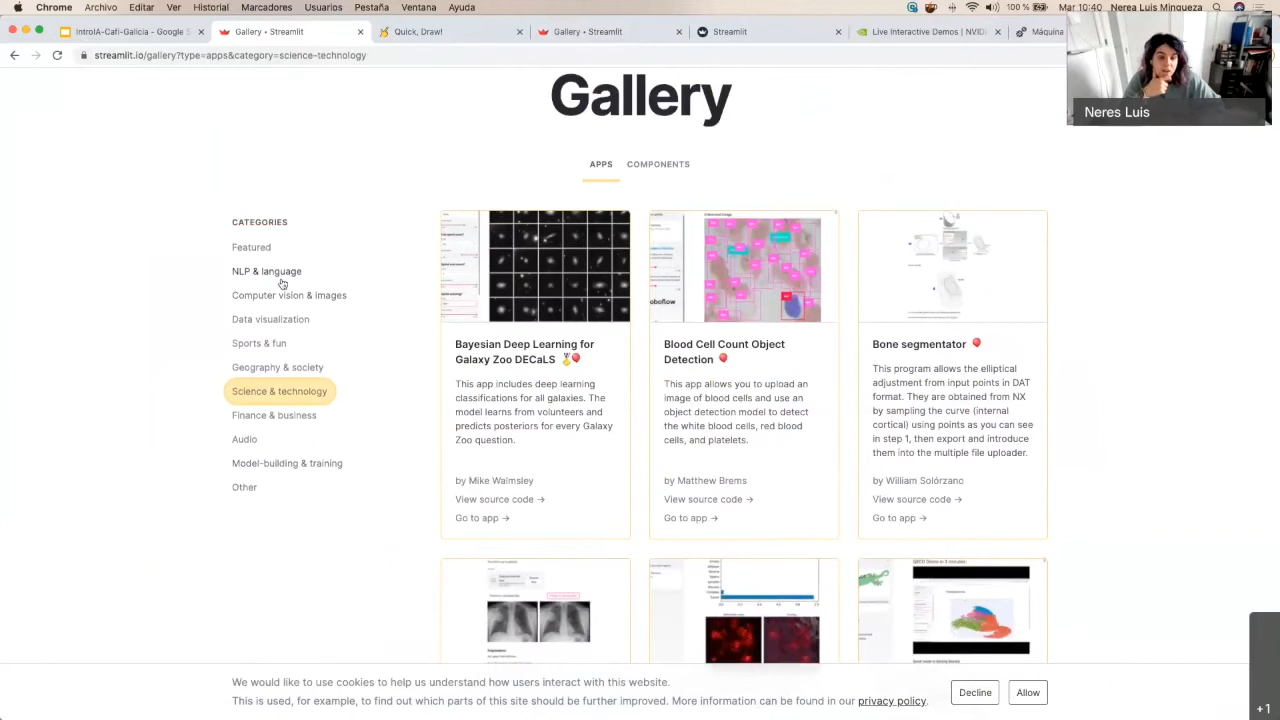 Chrome Archivo Editar Ver Historial Marcadores Usuarios Pestaña Ventana Ayuda 100 % Mar 10:40 Nerea Luis Mingueza
IntroIA-Cafi-Galicia - Google S Gallery • Streamlit Quick, Draw! Gallery • Streamlit Streamlit Live Interactive Demos | NVIDI Máquina
streamlit.io/gallery?type=apps&category=science-technology
Neres Luis
Gallery
APPS COMPONENTS
CATEGORIES
Featured
NLP & language
Computer vision & images
Data visualization
Sports & fun
Geography & society
Science & technology
Finance & business
Audio
Model-building & training
Other
Bayesian Deep Learning for
Galaxy Zoo DECaLS
This app includes deep learning
classifications for all galaxies. The
model learns from volunteers and
predicts posteriors for every Galaxy
Zoo question.
by Mike Walmsley
View source code →
Go to app →
oboflow
Blood Cell Count Object
Detection
This app allows you to upload an
image of blood cells and use an
object detection model to detect
the white blood cells, red blood
cells, and platelets.
by Matthew Brems
View source code →
Go to app →
Bone segmentator
This program allows the elliptical
adjustment from input points in DAT
format. They are obtained from NX
by sampling the curve (internal
cortical) using points as you can see
in step 1, then export and introduce
them into the multiple file uploader.
by William Solórzano
View source code →
Go to app →
We would like to use cookies to help us understand how users interact with this website.
This is used, for example, to find out which parts of this site should be further improved. More information can be found in our privacy policy.
Decline Allow
+1